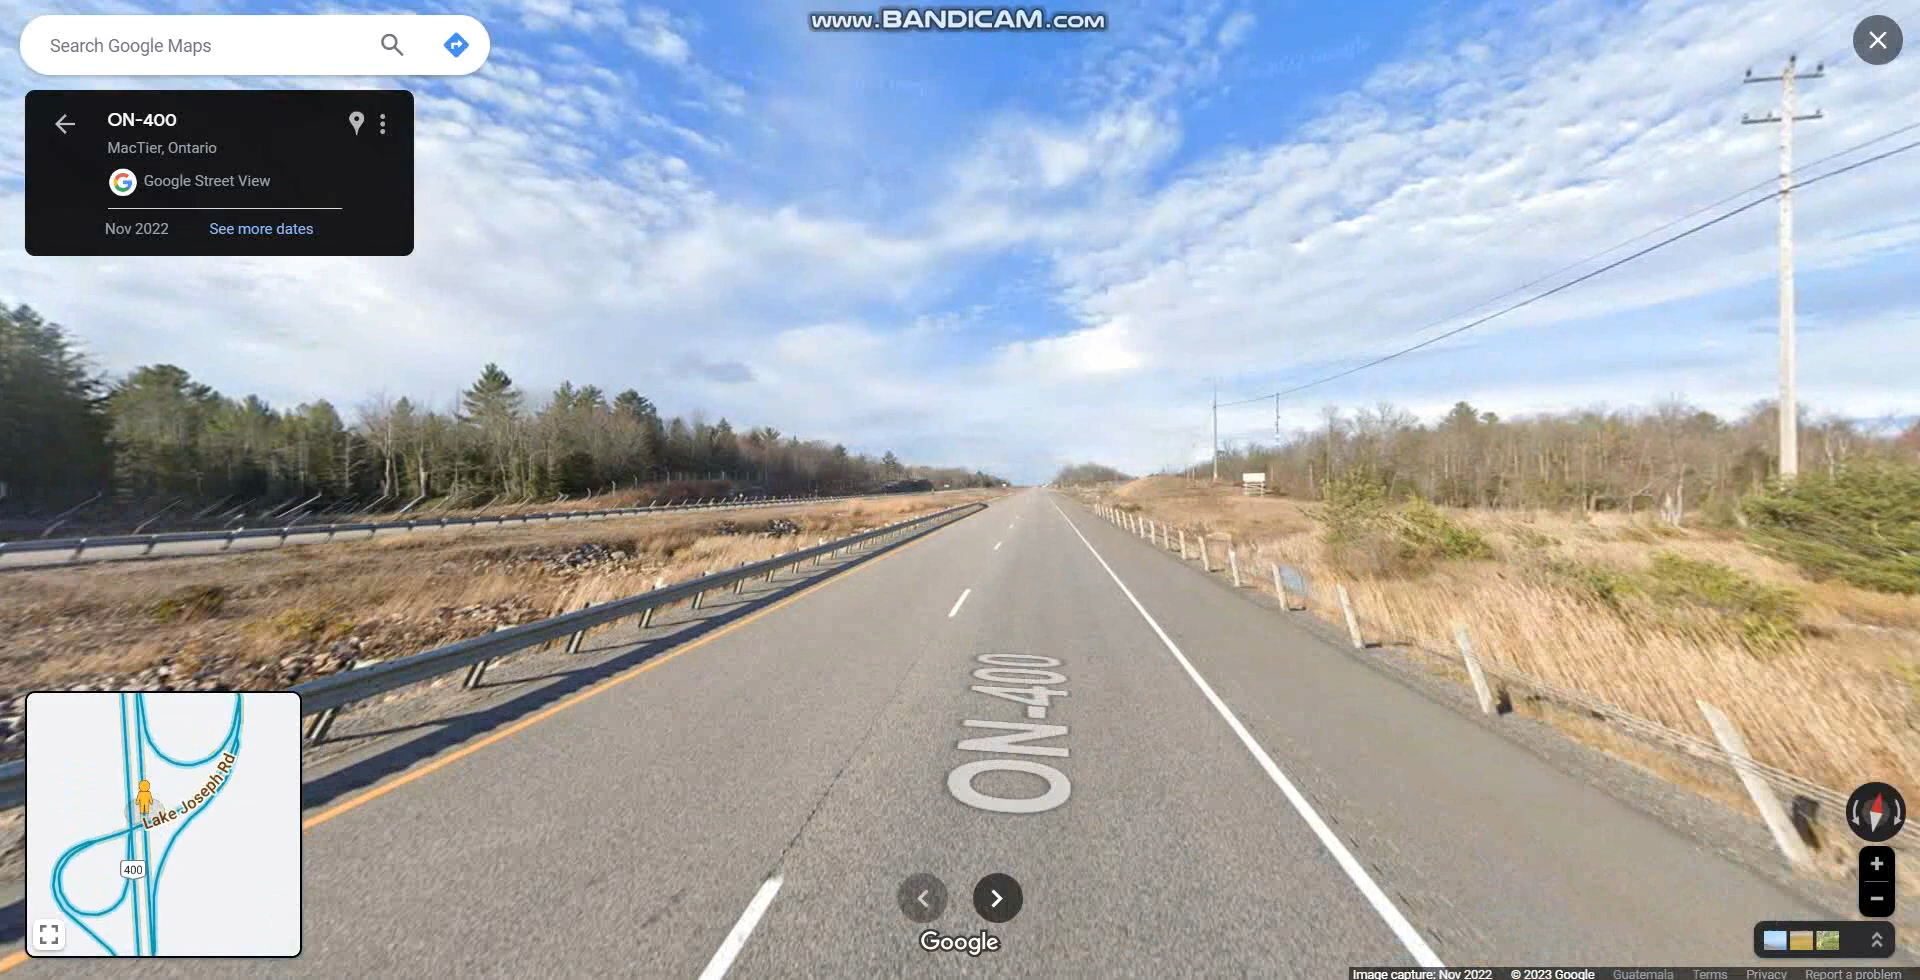 www.BANDICAM.com
Search Google Maps
ON-400
MacTier, Ontario
Google Street View
Nov 2022
See more dates
ON-400
Lake Joseph Rd
400
Google
Image capture: Nov 2022 © 2023 Google Guatemala Terms Privacy Report a problem